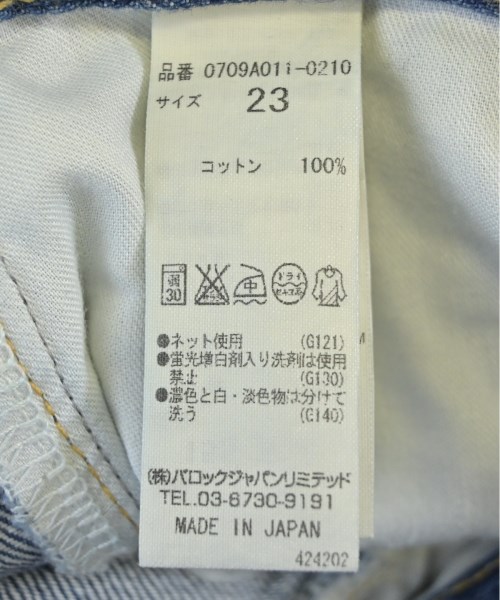 品番 0709A01i-0210
サイズ 23
コットン 100%
弱 30 中 ドライ
●ネット使用 (G121)
●蛍光増白剤入り洗剤は使用
禁止 (G130)
●濃色と白・淡色物は分けて
洗う (G140)
(株)バロックジャパンリミテッド
TEL.03-6730-9191
MADE IN JAPAN
424202